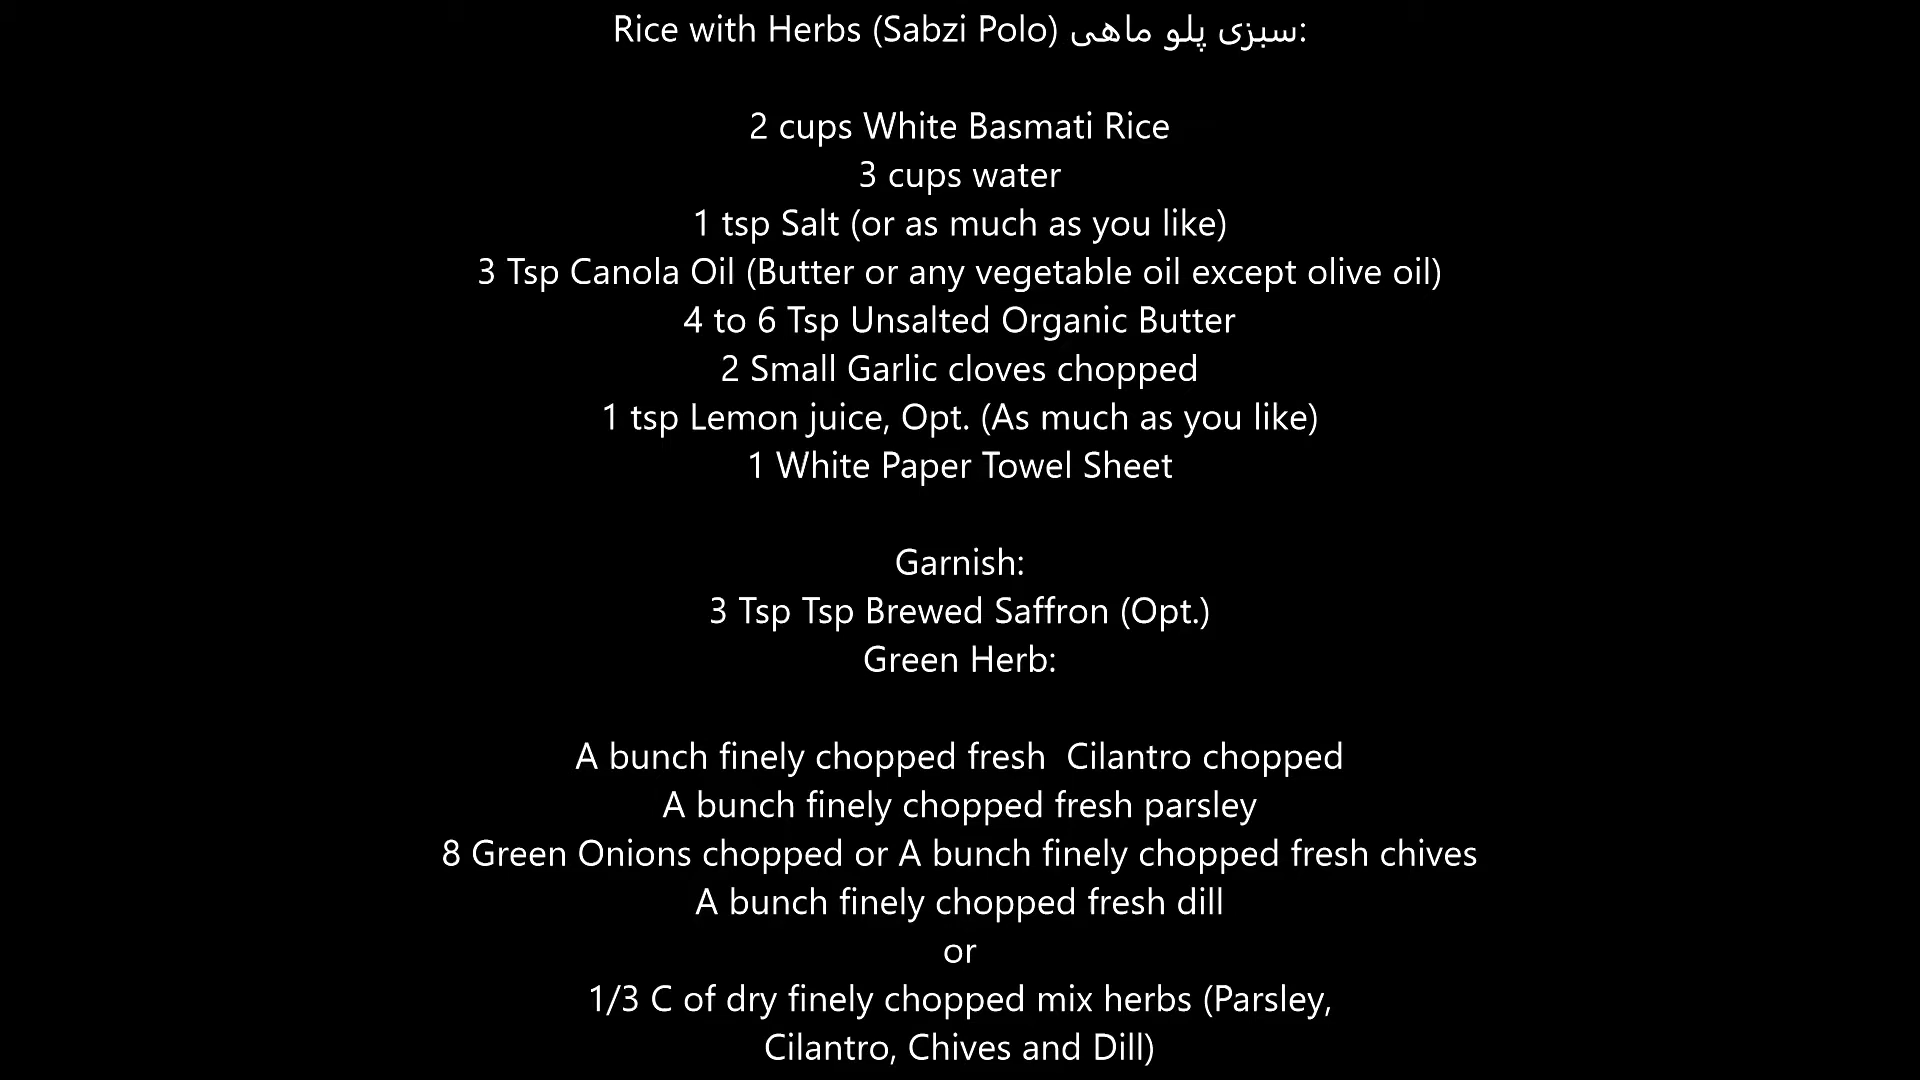 Rice with Herbs (Sabzi Polo) سبزی پلو ماهی:
2 cups White Basmati Rice
3 cups water
1 tsp Salt (or as much as you like)
3 Tsp Canola Oil (Butter or any vegetable oil except olive oil)
4 to 6 Tsp Unsalted Organic Butter
2 Small Garlic cloves chopped
1 tsp Lemon juice, Opt. (As much as you like)
1 White Paper Towel Sheet
Garnish:
3 Tsp Tsp Brewed Saffron (Opt.)
Green Herb:
A bunch finely chopped fresh  Cilantro chopped
A bunch finely chopped fresh parsley
8 Green Onions chopped or A bunch finely chopped fresh chives
A bunch finely chopped fresh dill
or
1/3 C of dry finely chopped mix herbs (Parsley,
Cilantro, Chives and Dill)